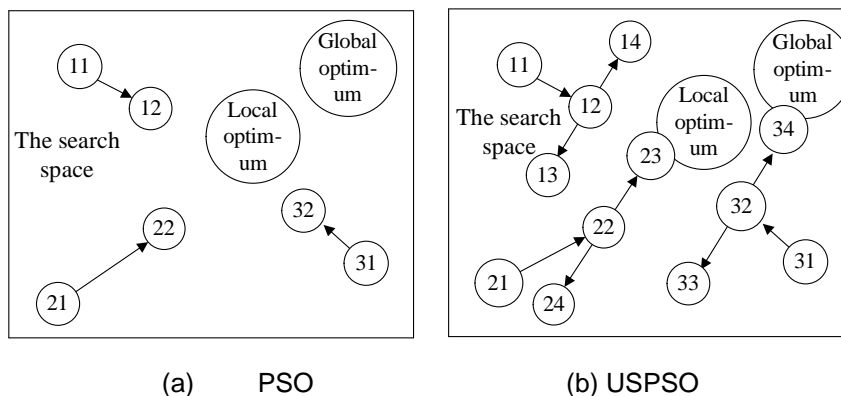 11
12
Global
optim-
um
Local
optim-
um
The search
space
22
32
31
21
(a) PSO
11
14
12
Global
optim-
um
Local
optim-
um
The search
space
34
23
13
32
22
31
21
33
24
(b) USPSO